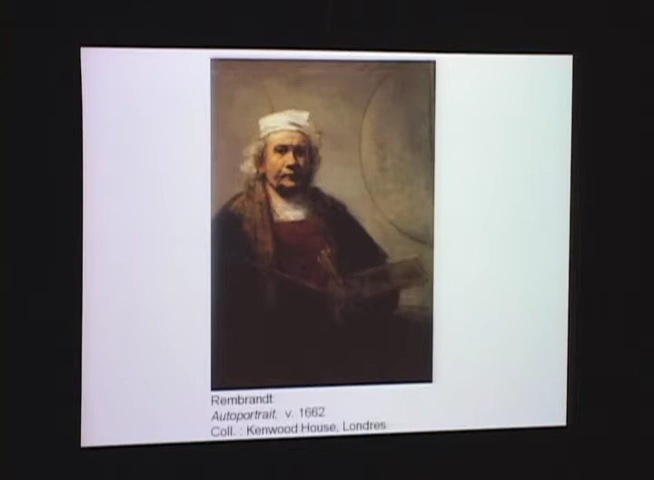 Rembrandt
Autoportrait. v. 1662
Coll. : Kenwood House, Londres